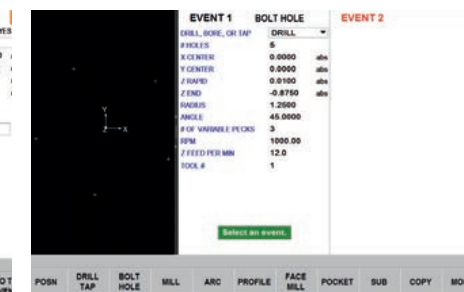 YES
EVENT 1 BOLT HOLE EVENT 2
DRILL, BORE, OR TAP DRILL
# HOLES 5
X CENTER 0.0000 abs
Y CENTER 0.0000 abs
Z RAPID 0.0100 abs
Z END -0.8750 abs
RADIUS 1.2500
ANGLE 45.0000
# OF VARIABLE PECKS 3
RPM 1000.00
Z FEED PER MIN 12.0
TOOL # 1
Y
Z X
Select an event.
POSN DRILL TAP BOLT HOLE MILL ARC PROFILE FACE MILL POCKET SUB COPY